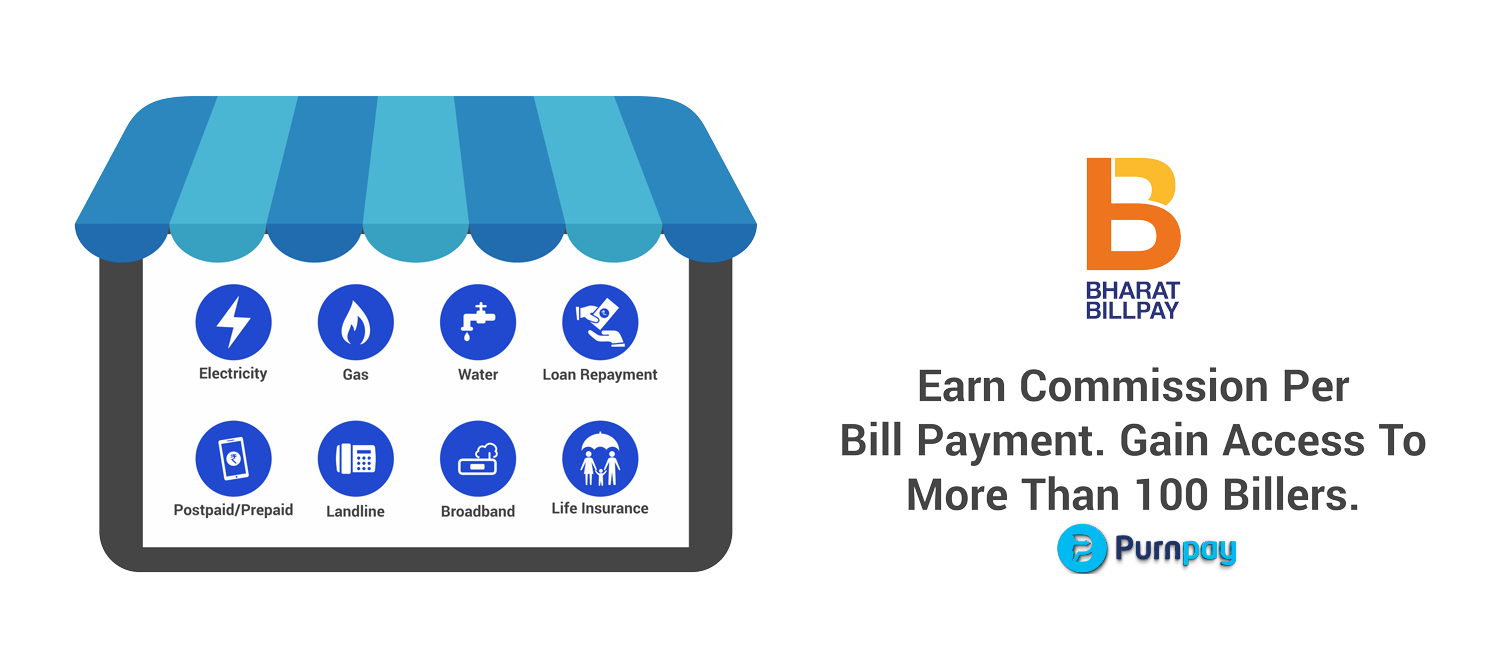 Electricity
Gas
Water
Loan Repayment
Postpaid/Prepaid
Landline
Broadband
Life Insurance
BHARAT
BILLPAY
Earn Commission Per
Bill Payment. Gain Access To
More Than 100 Billers.
Purnpay